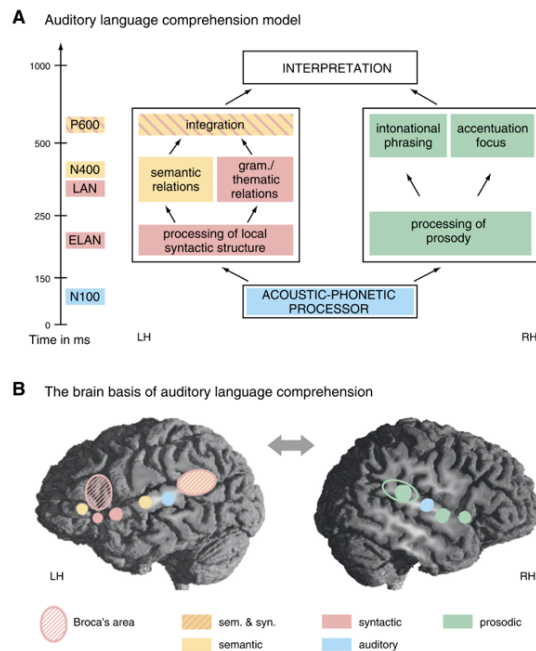 A Auditory language comprehension model
1000
INTERPRETATION
P600
integration
intonational
phrasing
accentuation
focus
500
N400
LAN
semantic
relations
gram./
thematic
relations
250
ELAN
processing of local
syntactic structure
processing of
prosody
150
N100
ACOUSTIC-PHONETIC
PROCESSOR
0
Time in ms
LH
RH
B The brain basis of auditory language comprehension
LH
RH
Broca's area
sem. & syn.
syntactic
prosodic
semantic
auditory